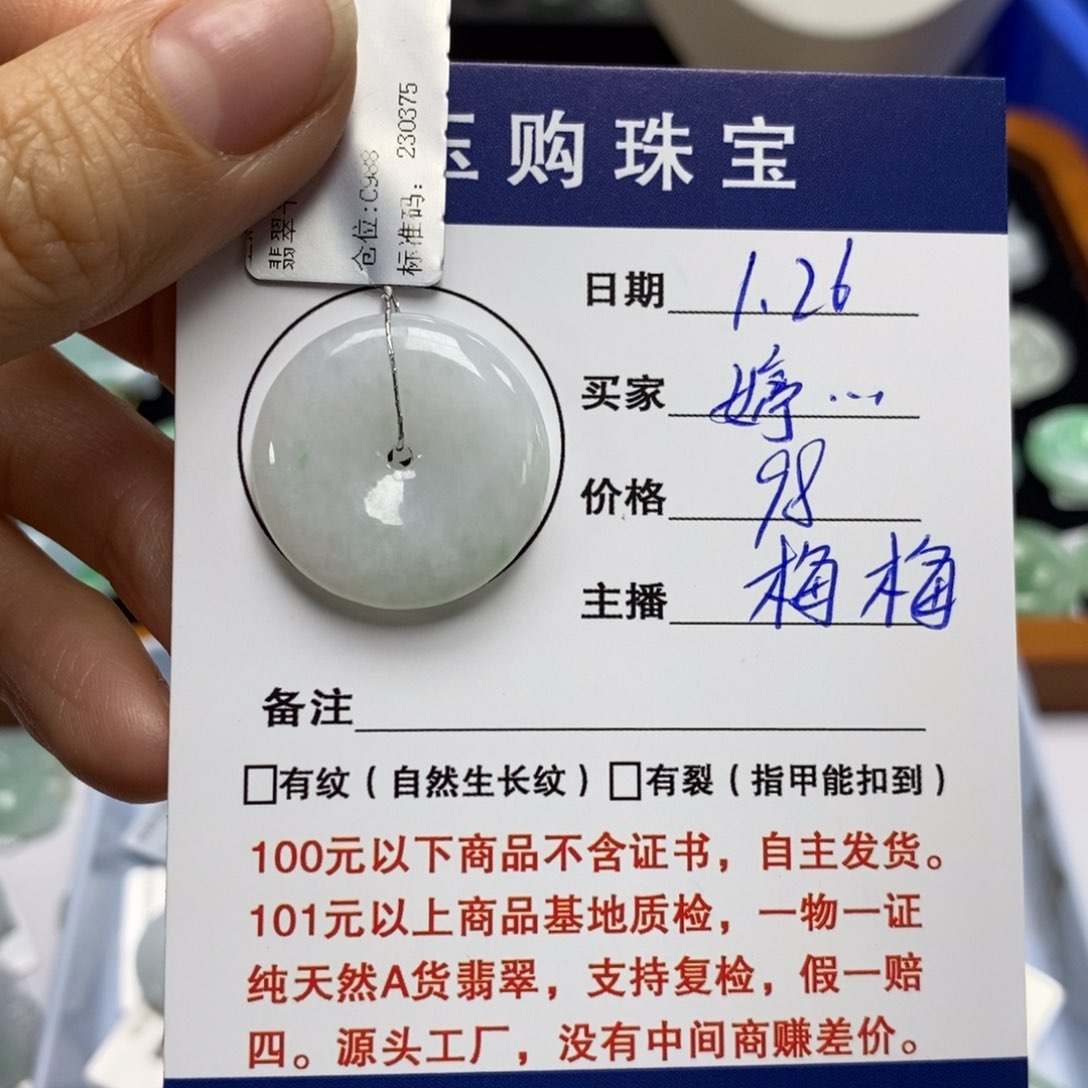 购珠宝
翡翠
仓位:C988
标准码: 230375
日期 1.26
买家 婷...
价格 98
主播 梅梅
备注
□有纹(自然生长纹) □有裂(指甲能扣到)
100元以下商品不含证书,自主发货。
101元以上商品基地质检,一物一证
纯天然A货翡翠,支持复检,假一赔
四。源头工厂,没有中间商赚差价。